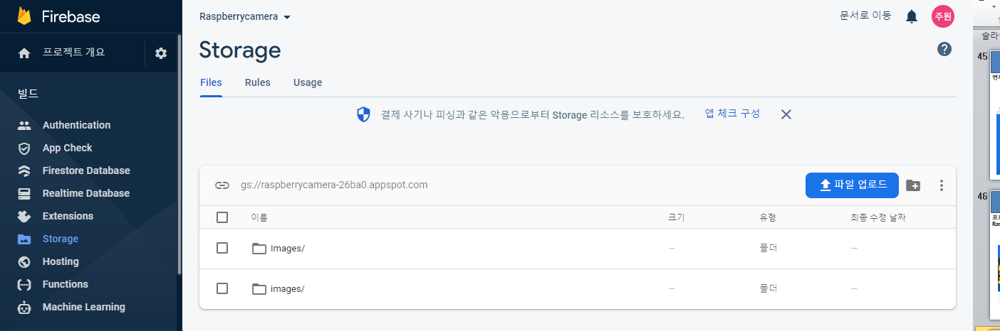 Firebase
프로젝트 개요
빌드
Authentication
App Check
Firestore Database
Realtime Database
Extensions
Storage
Hosting
Functions
Machine Learning
Raspberrycamera
문서로 이동
주원
Storage
Files Rules Usage
결제 사기나 피싱과 같은 악용으로부터 Storage 리소스를 보호하세요. 앱 체크 구성
gs://raspberrycamera-26ba0.appspot.com
파일 업로드
이름 크기 유형 최종 수정 날짜
Images/ – 폴더 –
images/ – 폴더 –
45
46